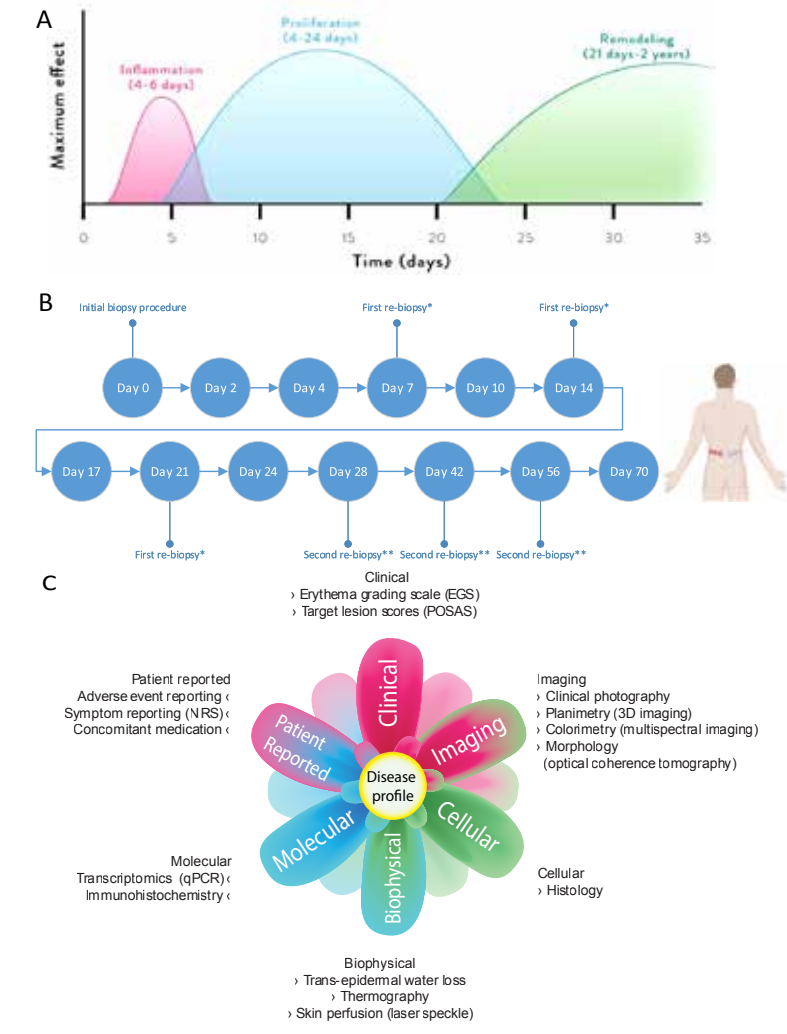 A
Maximum effect
Inflammation
(4-6 days)
Proliferation
(4-24 days)
Remodeling
(21 days-2 years)
0 5 10 15 20 25 30 35
Time (days)
B
Initial biopsy procedure
First re-biopsy*
First re-biopsy*
Day 0
Day 2
Day 4
Day 7
Day 10
Day 14
Day 17
Day 21
Day 24
Day 28
Day 42
Day 56
Day 70
First re-biopsy*
Second re-biopsy**
Second re-biopsy**
Second re-biopsy**
C
Clinical
› Erythema grading scale (EGS)
› Target lesion scores (POSAS)
Patient reported
Adverse event reporting ‹
Symptom reporting (NRS) ‹
Concomitant medication ‹
Imaging
› Clinical photography
› Planimetry (3D imaging)
› Colorimetry (multispectral imaging)
› Morphology
(optical coherence tomography)
Clinical
Imaging
Cellular
Biophysical
Molecular
Patient
Reported
Disease
profile
Molecular
Transcriptomics (qPCR) ‹
Immunohistochemistry ‹
Cellular
› Histology
Biophysical
› Trans-epidermal water loss
› Thermography
› Skin perfusion (laser speckle)